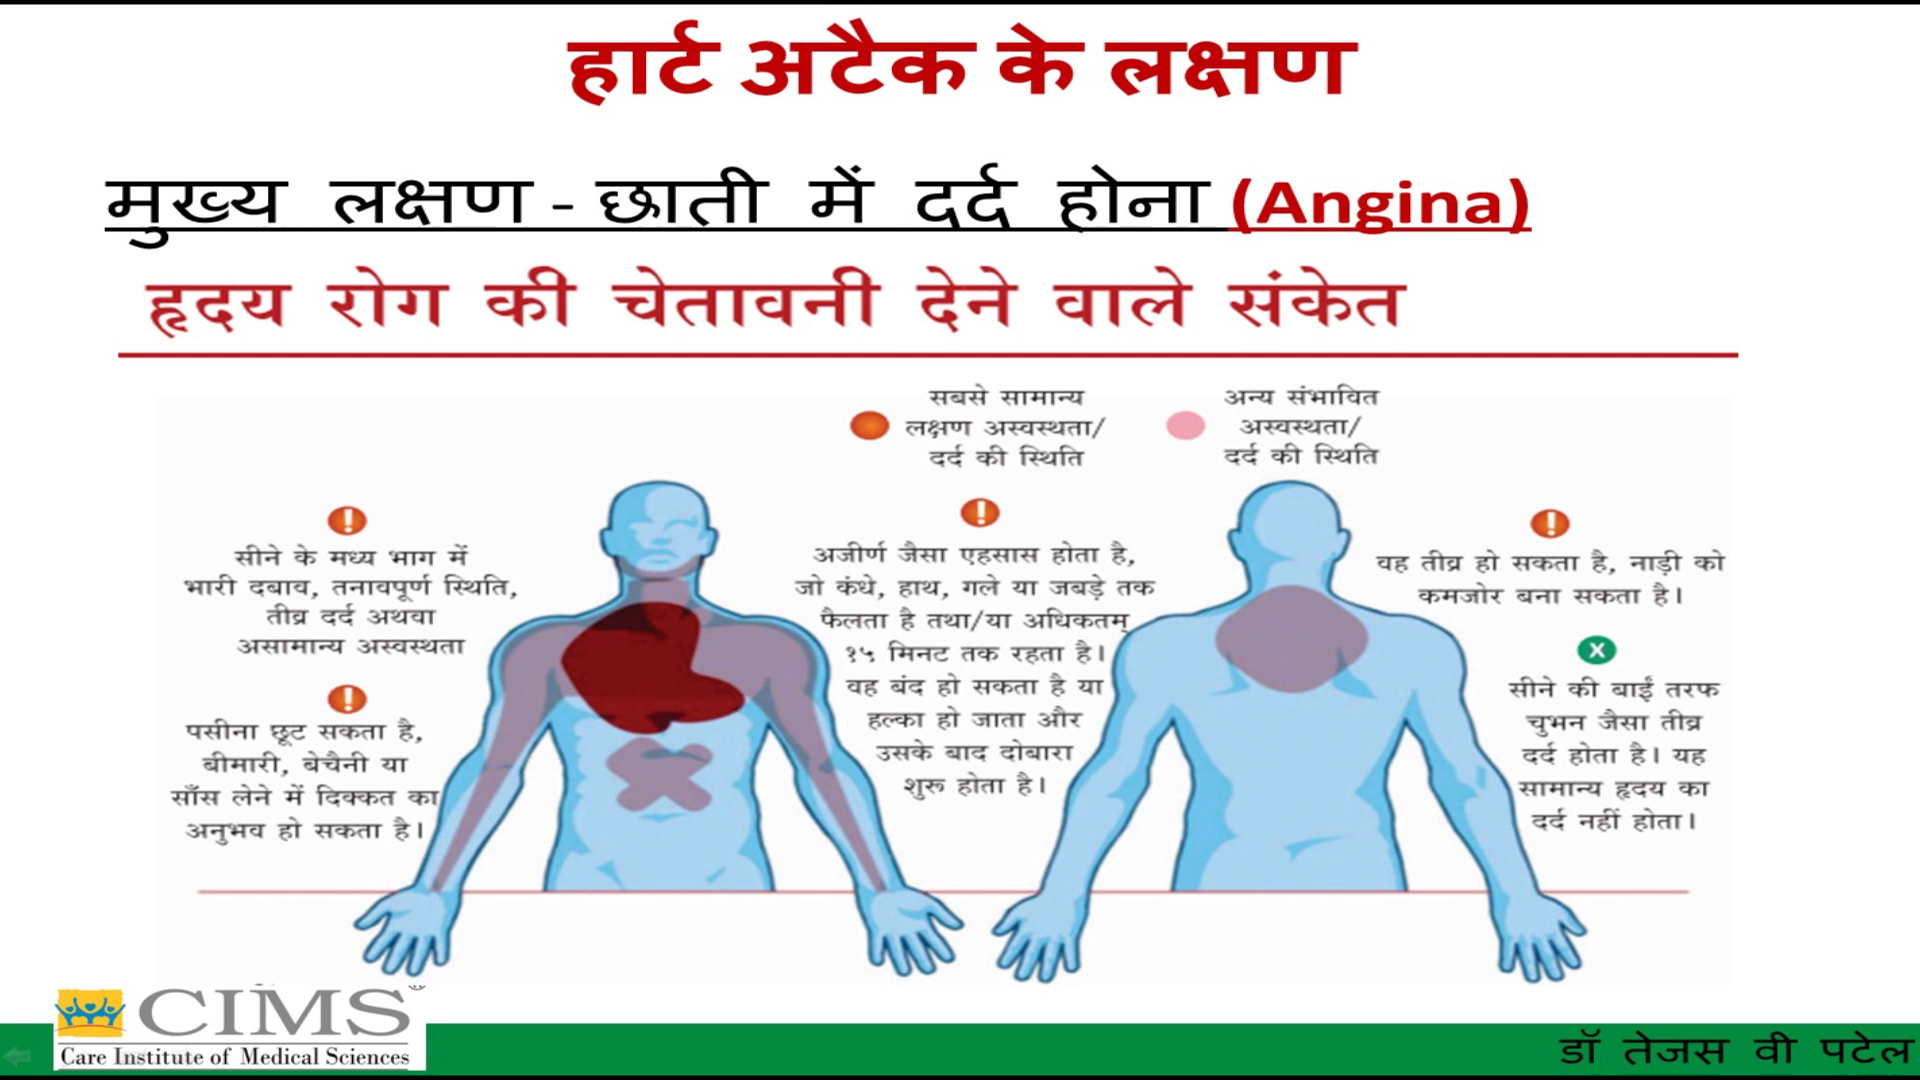 हार्ट अटैक के लक्षण
मुख्य लक्षण - छाती में दर्द होना (Angina)
हृदय रोग की चेतावनी देने वाले संकेत
सबसे सामान्य
लक्षण अस्वस्थता/
दर्द की स्थिति
अन्य संभावित
अस्वस्थता/
दर्द की स्थिति
!
सीने के मध्य भाग में
भारी दबाव, तनावपूर्ण स्थिति,
तीव्र दर्द अथवा
असामान्य अस्वस्थता
!
पसीना छूट सकता है,
बीमारी, बेचैनी या
साँस लेने में दिक्कत का
अनुभव हो सकता है।
!
अजीर्ण जैसा एहसास होता है,
जो कंधे, हाथ, गले या जबड़े तक
फैलता है तथा/या अधिकतम्
१५ मिनट तक रहता है।
वह बंद हो सकता है या
हल्का हो जाता और
उसके बाद दोबारा
शुरू होता है।
!
वह तीव्र हो सकता है, नाड़ी को
कमजोर बना सकता है।
X
सीने की बाईं तरफ
चुभन जैसा तीव्र
दर्द होता है। यह
सामान्य हृदय का
दर्द नहीं होता।
CIMS
Care Institute of Medical Sciences
डॉ तेजस वी पटेल